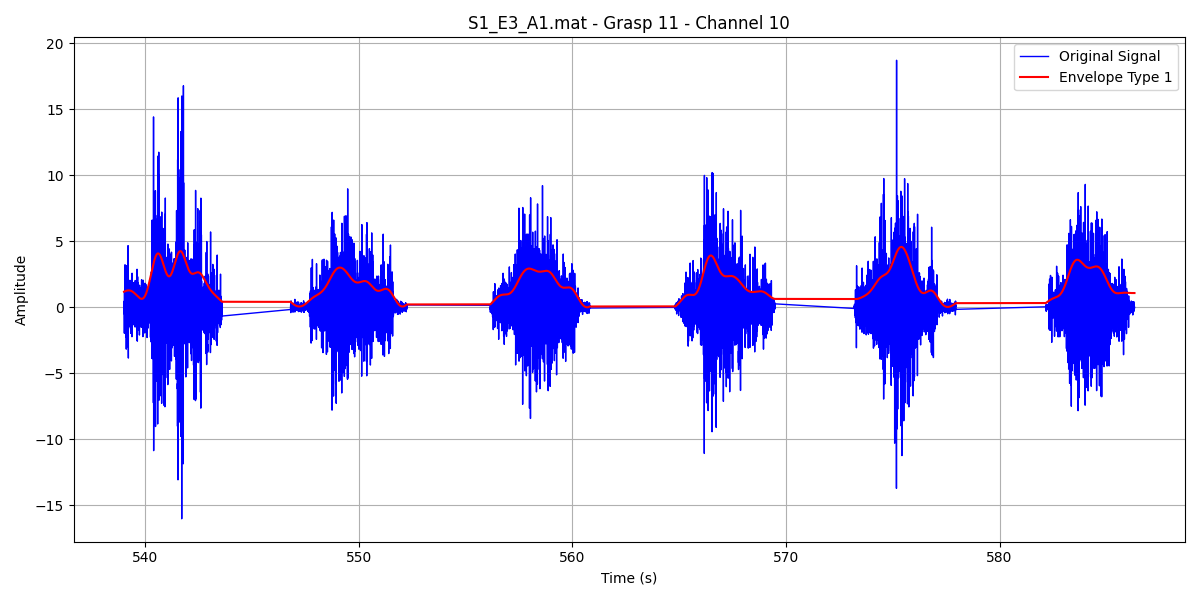 S1_E3_A1.mat - Grasp 11 - Channel 10
Original Signal
Envelope Type 1
20
15
10
5
0
−5
−10
−15
Amplitude
540
550
560
570
580
Time (s)